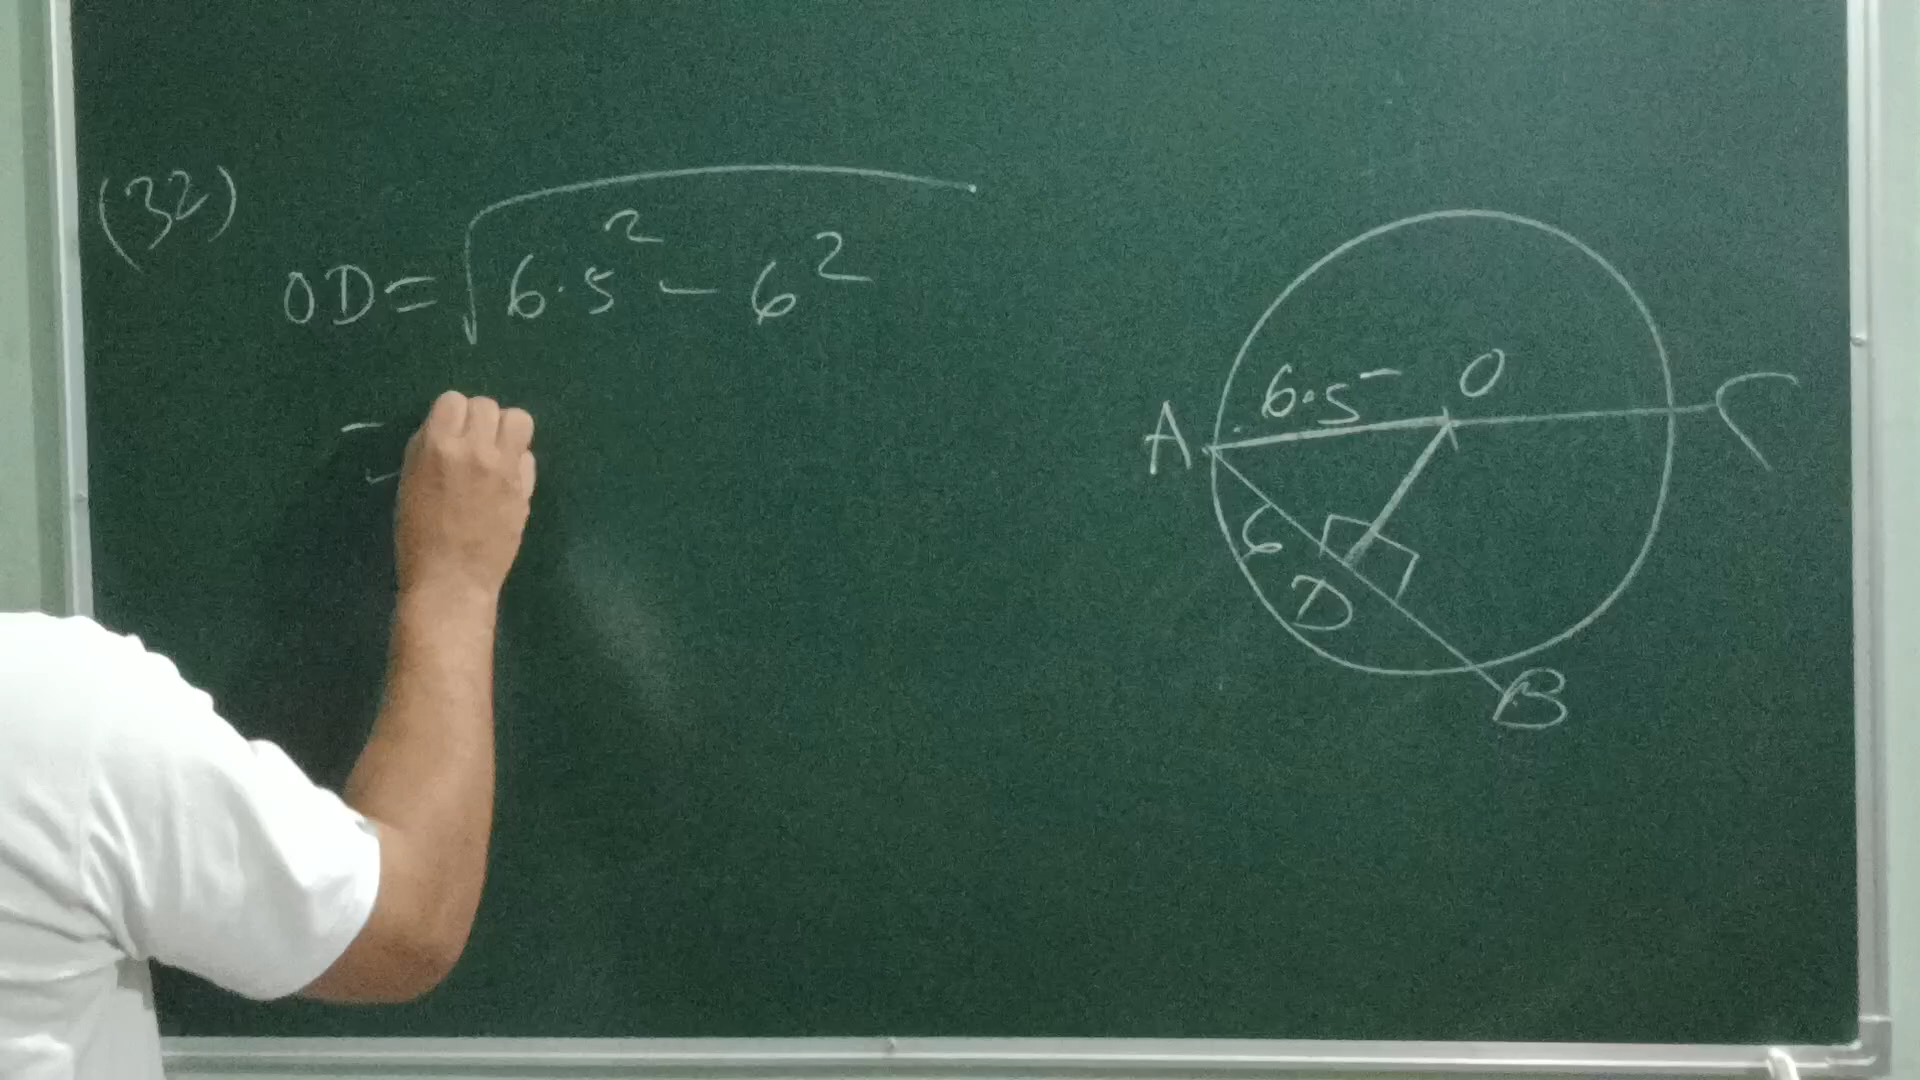 (32)
OD = √6.5² - 6²
=
6.5 O
A C
6
D
B